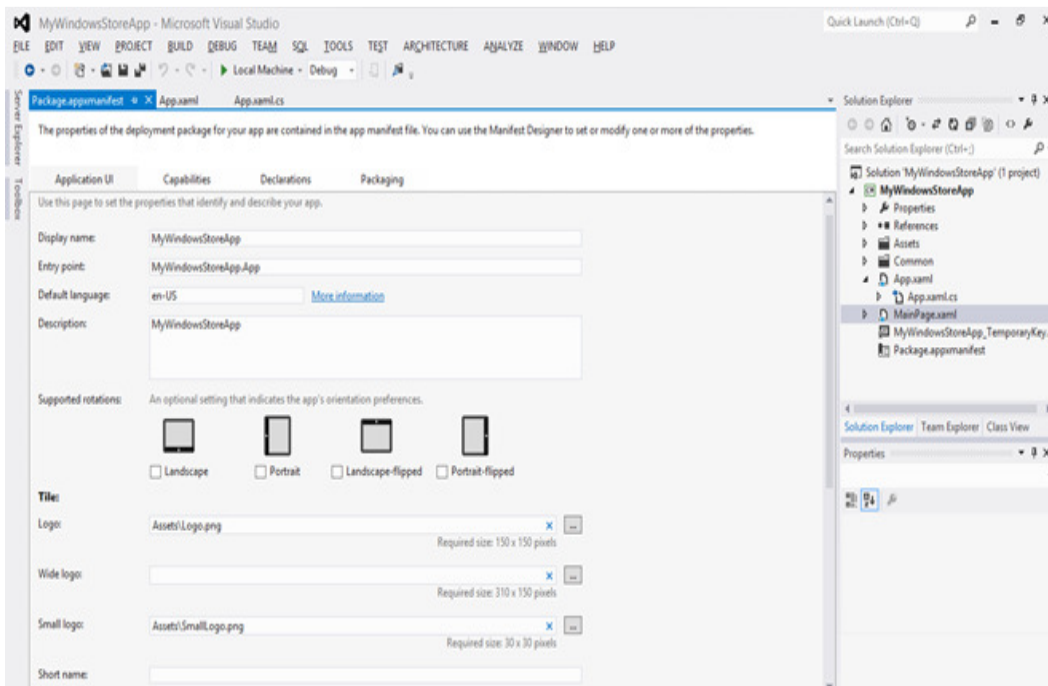 MyWindowsStoreApp - Microsoft Visual Studio
Quick Launch (Ctrl+Q)
FILE EDIT VIEW PROJECT BUILD DEBUG TEAM SQL TOOLS TEST ARCHITECTURE ANALYZE WINDOW HELP
Local Machine Debug
Server Explorer
Toolbox
Package.appxmanifest App.xaml App.xaml.cs
The properties of the deployment package for your app are contained in the app manifest file. You can use the Manifest Designer to set or modify one or more of the properties.
Application UI Capabilities Declarations Packaging
Use this page to set the properties that identify and describe your app.
Display name: MyWindowsStoreApp
Entry point: MyWindowsStoreApp.App
Default language: en-US More information
Description: MyWindowsStoreApp
Supported rotations: An optional setting that indicates the app's orientation preferences.
Landscape Portrait Landscape-flipped Portrait-flipped
Tile:
Logo: Assets\Logo.png
Required size: 150 x 150 pixels
Wide logo:
Required size: 310 x 150 pixels
Small logo: Assets\SmallLogo.png
Required size: 30 x 30 pixels
Short name:
Solution Explorer
Search Solution Explorer (Ctrl+;)
Solution 'MyWindowsStoreApp' (1 project)
MyWindowsStoreApp
Properties
References
Assets
Common
App.xaml
App.xaml.cs
MainPage.xaml
MyWindowsStoreApp_TemporaryKey.
Package.appxmanifest
Solution Explorer Team Explorer Class View
Properties